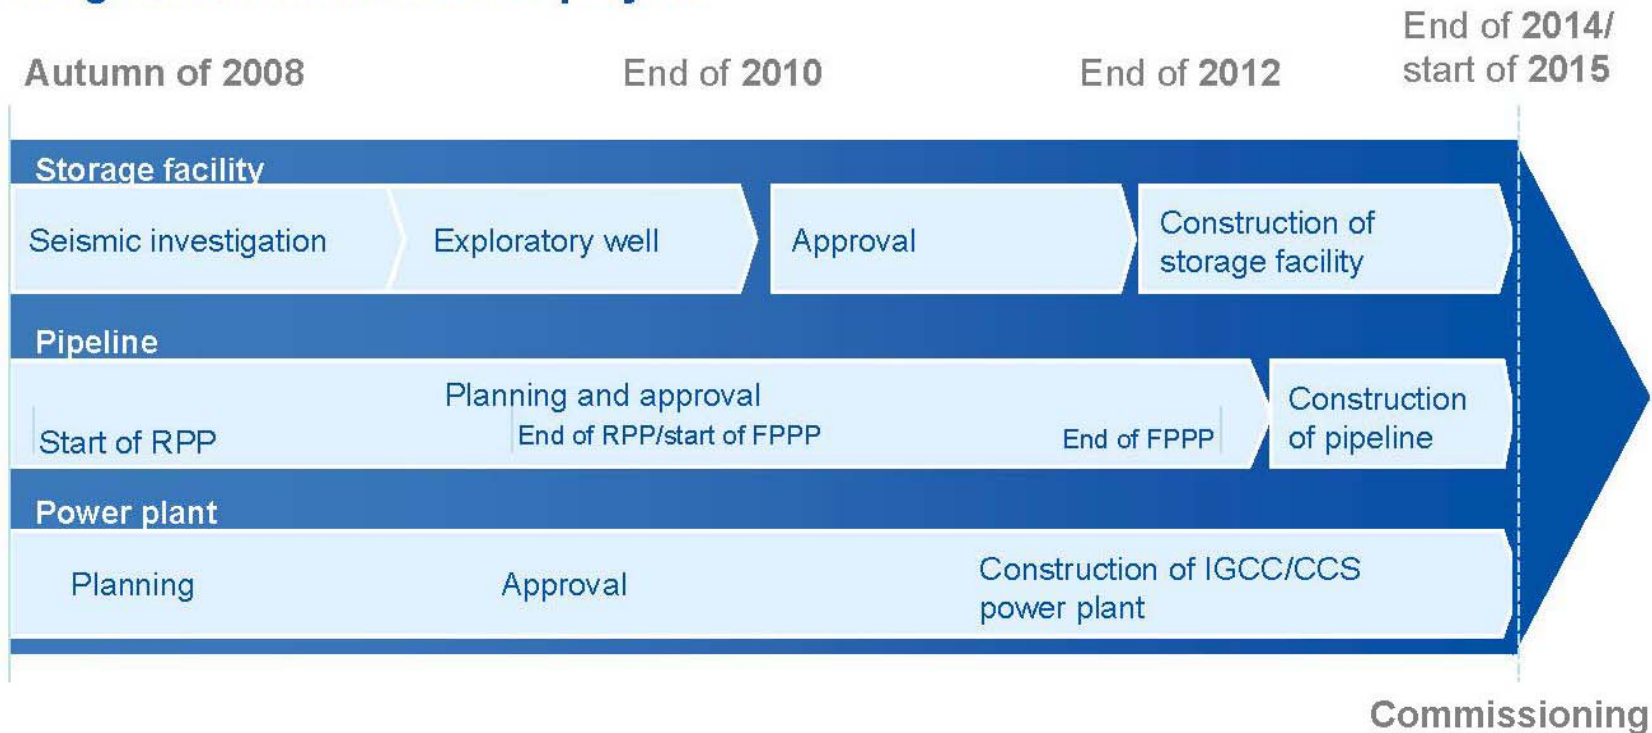 Autumn of 2008
End of 2010
End of 2012
End of 2014/
start of 2015
Storage facility
Seismic investigation
Exploratory well
Approval
Construction of
storage facility
Pipeline
Planning and approval
Start of RPP
End of RPP/start of FPPP
End of FPPP
Construction
of pipeline
Power plant
Planning
Approval
Construction of IGCC/CCS
power plant
Commissioning